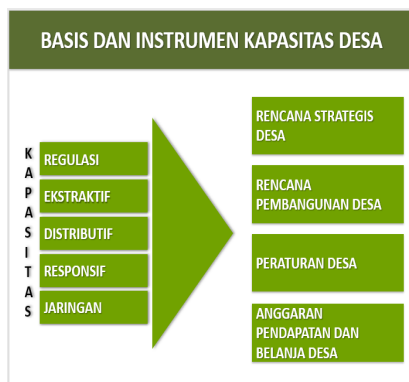 BASIS DAN INSTRUMEN KAPASITAS DESA
KAPASITAS
REGULASI
EKSTRAKTIF
DISTRIBUTIF
RESPONSIF
JARINGAN
RENCANA STRATEGIS
DESA
RENCANA
PEMBANGUNAN DESA
PERATURAN DESA
ANGGARAN
PENDAPATAN DAN
BELANJA DESA